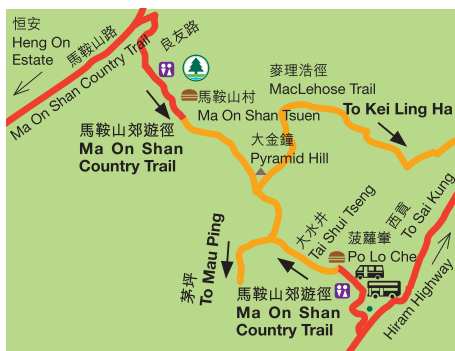 恒安
Heng On
Estate
馬鞍山路
Ma On Shan Country Trail
良友路
馬鞍山村
Ma On Shan Tsuen
麥理浩徑
MacLehose Trail
To Kei Ling Ha
馬鞍山郊遊徑
Ma On Shan
Country Trail
大金鐘
Pyramid Hill
茅坪
To Mau Ping
大水井
Tai Shui Tseng
菠蘿輋
Po Lo Che
西貢
To Sai Kung
Hiram Highway
馬鞍山郊遊徑
Ma On Shan
Country Trail